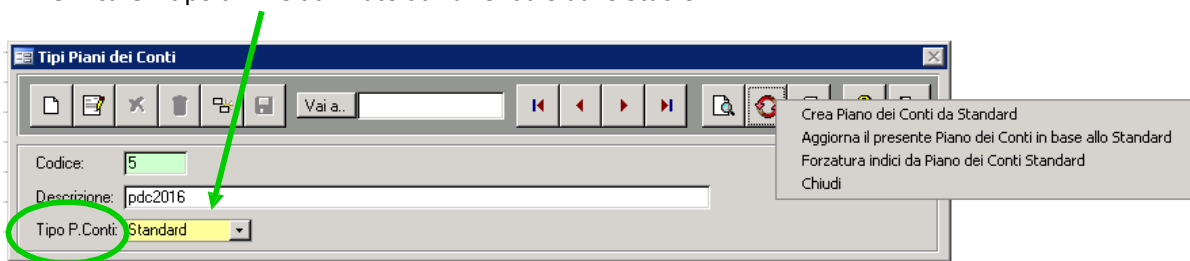 Tipi Piani dei Conti
Vai a..
Crea Piano dei Conti da Standard
Aggiorna il presente Piano dei Conti in base allo Standard
Forzatura indici da Piano dei Conti Standard
Chiudi
Codice: 5
Descrizione: pdc2016
Tipo P.Conti: Standard